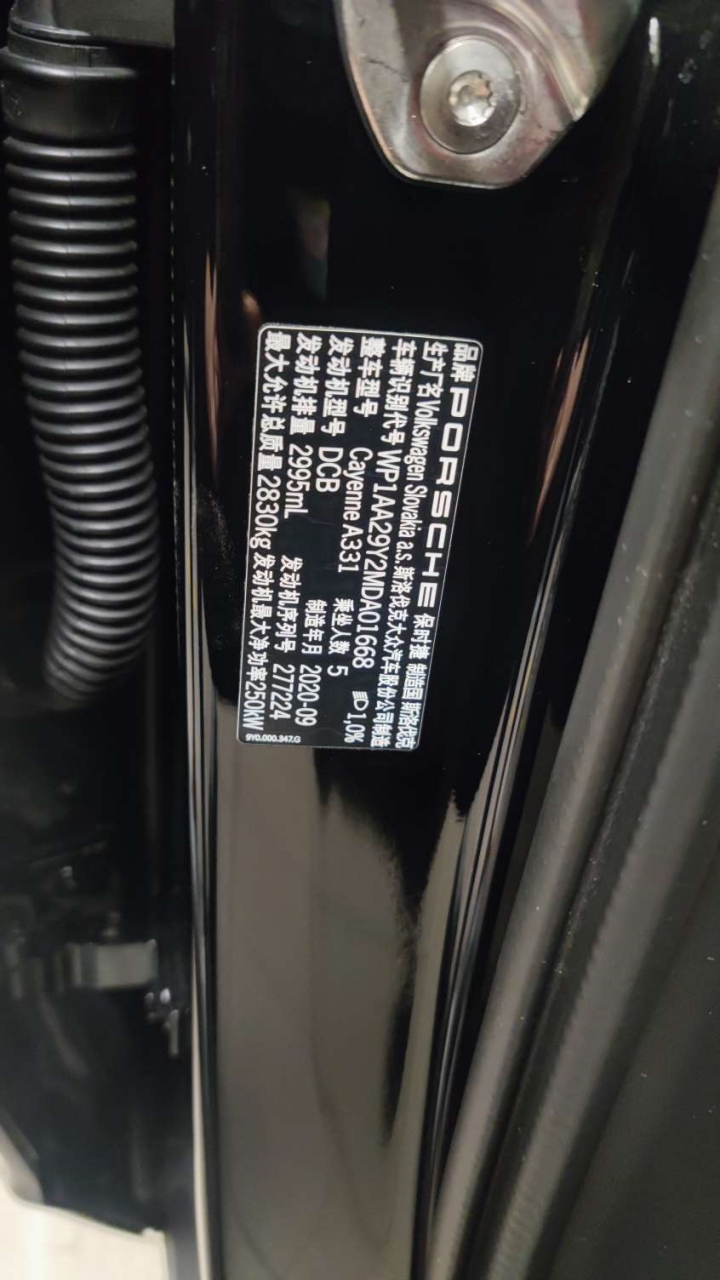 品牌 PORSCHE 保时捷 制造国 斯洛伐克
生产厂名 Volkswagen Slovakia a.s. 斯洛伐克大众汽车股份公司制造
车辆识别代号 WP1AA29Y2MDA01668
整车型号 Cayenne A331 乘坐人数 5 1,0%
发动机型号 DCB 制造年月 2020-09
发动机排量 2995mL 发动机序列号 277224
最大允许总质量 2830kg 发动机最大净功率250kW
9Y0.000.347.G